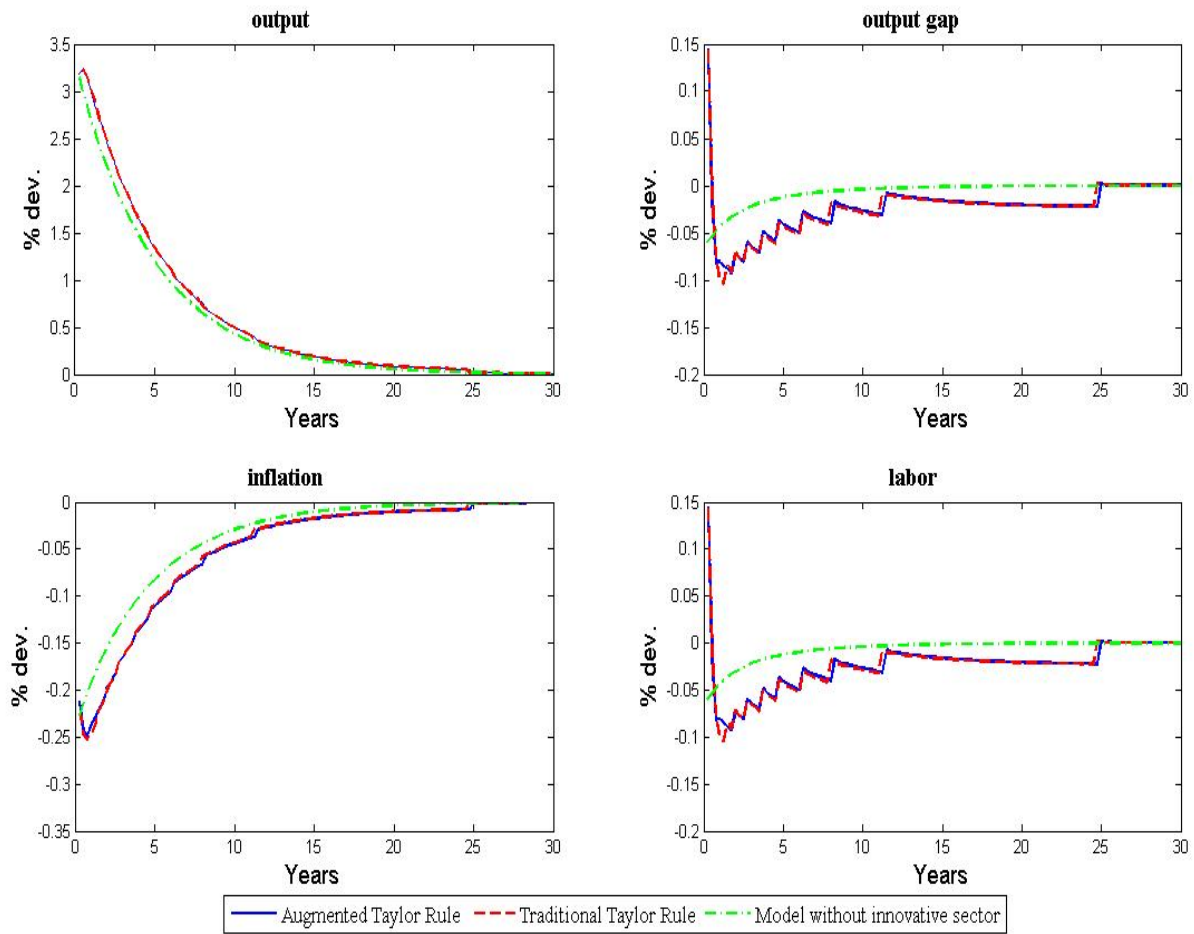 output
3.5
3
2.5
2
1.5
1
0.5
0
% dev.
0 5 10 15 20 25 30
Years
output gap
0.15
0.1
0.05
0
-0.05
-0.1
-0.15
-0.2
% dev.
0 5 10 15 20 25 30
Years
inflation
0
-0.05
-0.1
-0.15
-0.2
-0.25
-0.3
-0.35
% dev.
0 5 10 15 20 25 30
Years
labor
0.15
0.1
0.05
0
-0.05
-0.1
-0.15
-0.2
% dev.
0 5 10 15 20 25 30
Years
Augmented Taylor Rule Traditional Taylor Rule Model without innovative sector